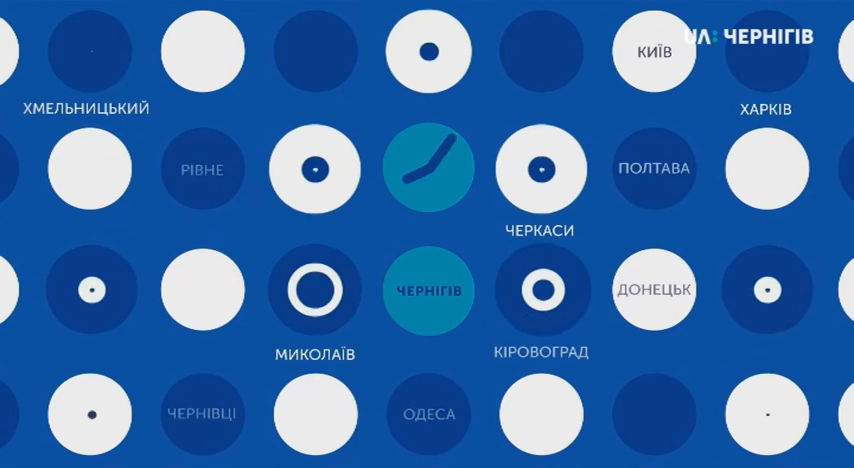 UA: ЧЕРНІГІВ
КИЇВ
ХМЕЛЬНИЦЬКИЙ
ХАРКІВ
РІВНЕ
ПОЛТАВА
ЧЕРКАСИ
ЧЕРНІГІВ
ДОНЕЦЬК
МИКОЛАЇВ
КІРОВОГРАД
ЧЕРНІВЦІ
ОДЕСА